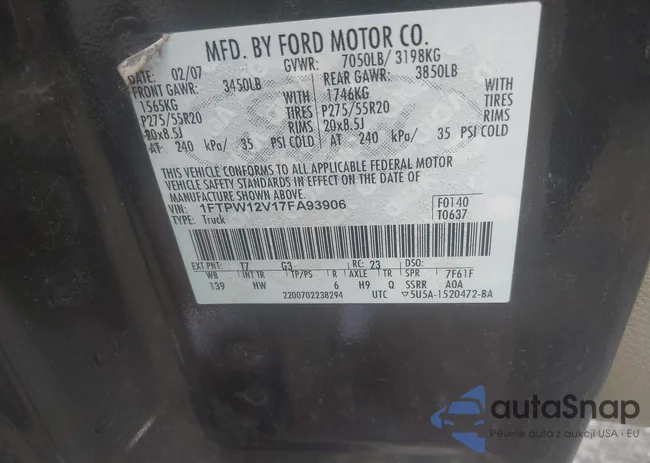 MFD. BY FORD MOTOR CO.
DATE: 02/07 GVWR: 7050LB/ 3198KG
FRONT GAWR: 3450LB REAR GAWR: 3850LB
1565KG WITH 1746KG WITH
P275/55R20 TIRES P275/55R20 TIRES
20x8.5J RIMS 20x8.5J RIMS
AT 240 kPa/ 35 PSI COLD AT 240 kPa/ 35 PSI COLD
THIS VEHICLE CONFORMS TO ALL APPLICABLE FEDERAL MOTOR
VEHICLE SAFETY STANDARDS IN EFFECT ON THE DATE OF
MANUFACTURE SHOWN ABOVE.
VIN: 1FTPW12V17FA93906 F0140
TYPE: Truck T0637
EXT PNT: T7 G3 RC: 23 DSO:
WB INT TR TP/PS R AXLE TR SPR 7F61F
139 HW 6 H9 Q SSRR AOA
2200702238294 UTC 5U5A-1520472-BA
autaSnap
Pewne auta z aukcji USA i EU